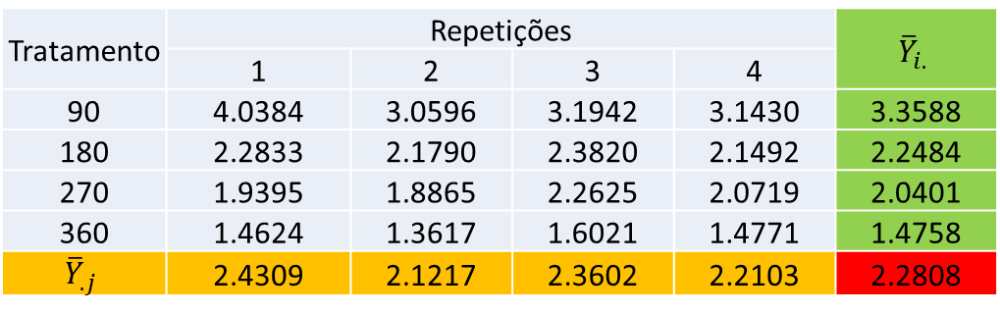 Tratamento Repetições Ȳi.
1 2 3 4
90 4.0384 3.0596 3.1942 3.1430 3.3588
180 2.2833 2.1790 2.3820 2.1492 2.2484
270 1.9395 1.8865 2.2625 2.0719 2.0401
360 1.4624 1.3617 1.6021 1.4771 1.4758
Ȳ.j 2.4309 2.1217 2.3602 2.2103 2.2808